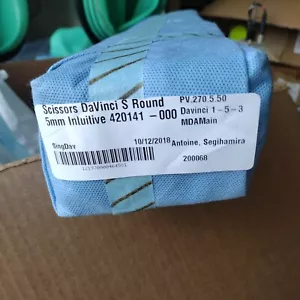 Scissors DaVinci S Round PV.270.5.50
5mm Intuitive 420141 -000 Davinci 1-5-3
MDAMain
10/12/2018 Antoine, Segihamira
200068